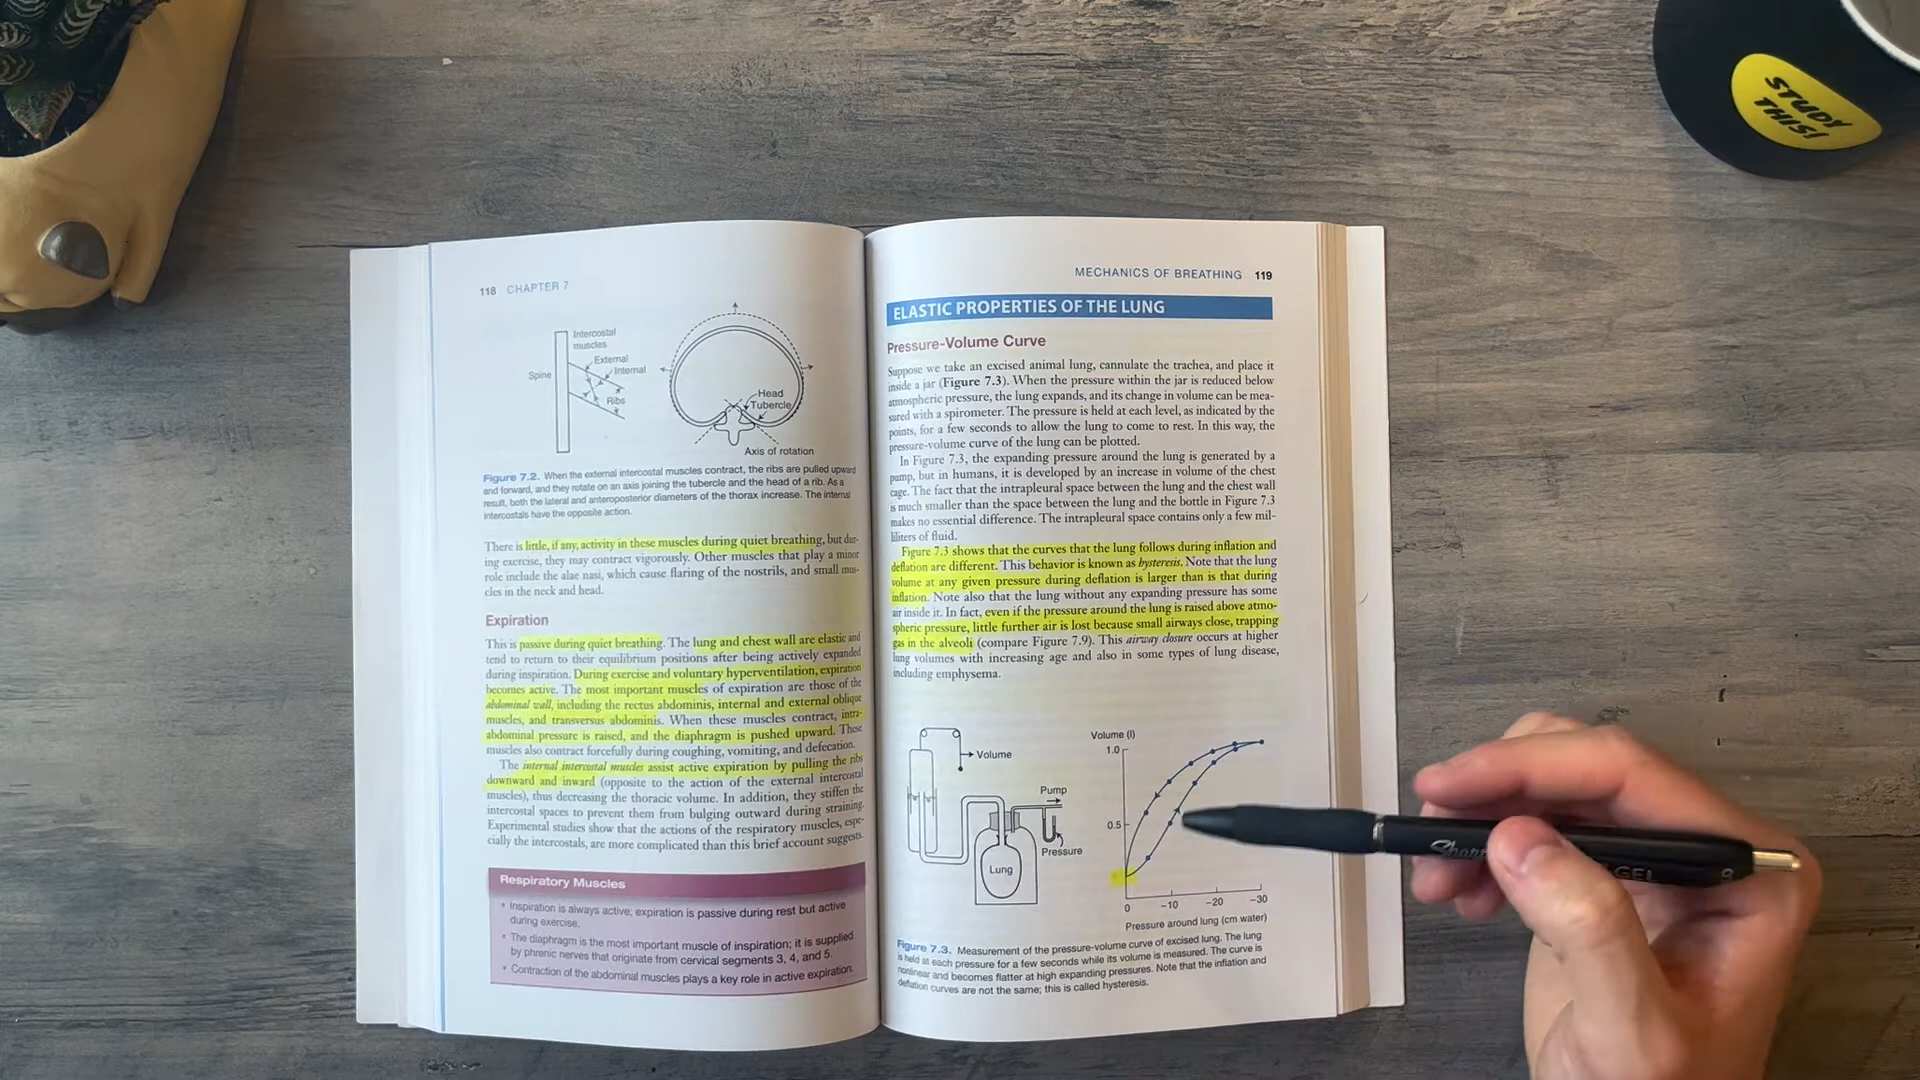 STUDY
THIS!
118 CHAPTER 7
Intercostal
muscles
External
Internal
Spine
Ribs
Head
Tubercle
Axis of rotation
Figure 7.2. When the external intercostal muscles contract, the ribs are pulled upward
and forward, and they rotate on an axis joining the tubercle and the head of a rib. As a
result, both the lateral and anteroposterior diameters of the thorax increase. The internal
intercostals have the opposite action.
There is little, if any, activity in these muscles during quiet breathing, but dur-
ing exercise, they may contract vigorously. Other muscles that play a minor
role include the alae nasi, which cause flaring of the nostrils, and small mus-
cles in the neck and head.
Expiration
This is passive during quiet breathing. The lung and chest wall are elastic and
tend to return to their equilibrium positions after being actively expanded
during inspiration. During exercise and voluntary hyperventilation, expiration
becomes active. The most important muscles of expiration are those of the
abdominal wall, including the rectus abdominis, internal and external oblique
muscles, and transversus abdominis. When these muscles contract, intra-
abdominal pressure is raised, and the diaphragm is pushed upward. These
muscles also contract forcefully during coughing, vomiting, and defecation.
The internal intercostal muscles assist active expiration by pulling the ribs
downward and inward (opposite to the action of the external intercostal
muscles), thus decreasing the thoracic volume. In addition, they stiffen the
intercostal spaces to prevent them from bulging outward during straining.
Experimental studies show that the actions of the respiratory muscles, espe-
cially the intercostals, are more complicated than this brief account suggests.
Respiratory Muscles
• Inspiration is always active; expiration is passive during rest but active
during exercise.
• The diaphragm is the most important muscle of inspiration; it is supplied
by phrenic nerves that originate from cervical segments 3, 4, and 5.
• Contraction of the abdominal muscles plays a key role in active expiration.
MECHANICS OF BREATHING 119
ELASTIC PROPERTIES OF THE LUNG
Pressure-Volume Curve
Suppose we take an excised animal lung, cannulate the trachea, and place it
inside a jar (Figure 7.3). When the pressure within the jar is reduced below
atmospheric pressure, the lung expands, and its change in volume can be mea-
sured with a spirometer. The pressure is held at each level, as indicated by the
points, for a few seconds to allow the lung to come to rest. In this way, the
pressure-volume curve of the lung can be plotted.
In Figure 7.3, the expanding pressure around the lung is generated by a
pump, but in humans, it is developed by an increase in volume of the chest
cage. The fact that the intrapleural space between the lung and the chest wall
is much smaller than the space between the lung and the bottle in Figure 7.3
makes no essential difference. The intrapleural space contains only a few mil-
liliters of fluid.
Figure 7.3 shows that the curves that the lung follows during inflation and
deflation are different. This behavior is known as hysteresis. Note that the lung
volume at any given pressure during deflation is larger than is that during
inflation. Note also that the lung without any expanding pressure has some
air inside it. In fact, even if the pressure around the lung is raised above atmo-
spheric pressure, little further air is lost because small airways close, trapping
gas in the alveoli (compare Figure 7.9). This airway closure occurs at higher
lung volumes with increasing age and also in some types of lung disease,
including emphysema.
Volume
Pump
Pressure
Lung
Volume (l)
1.0
0.5
0 -10 -20 -30
Pressure around lung (cm water)
Figure 7.3. Measurement of the pressure-volume curve of excised lung. The lung
is held at each pressure for a few seconds while its volume is measured. The curve is
nonlinear and becomes flatter at high expanding pressures. Note that the inflation and
deflation curves are not the same; this is called hysteresis.